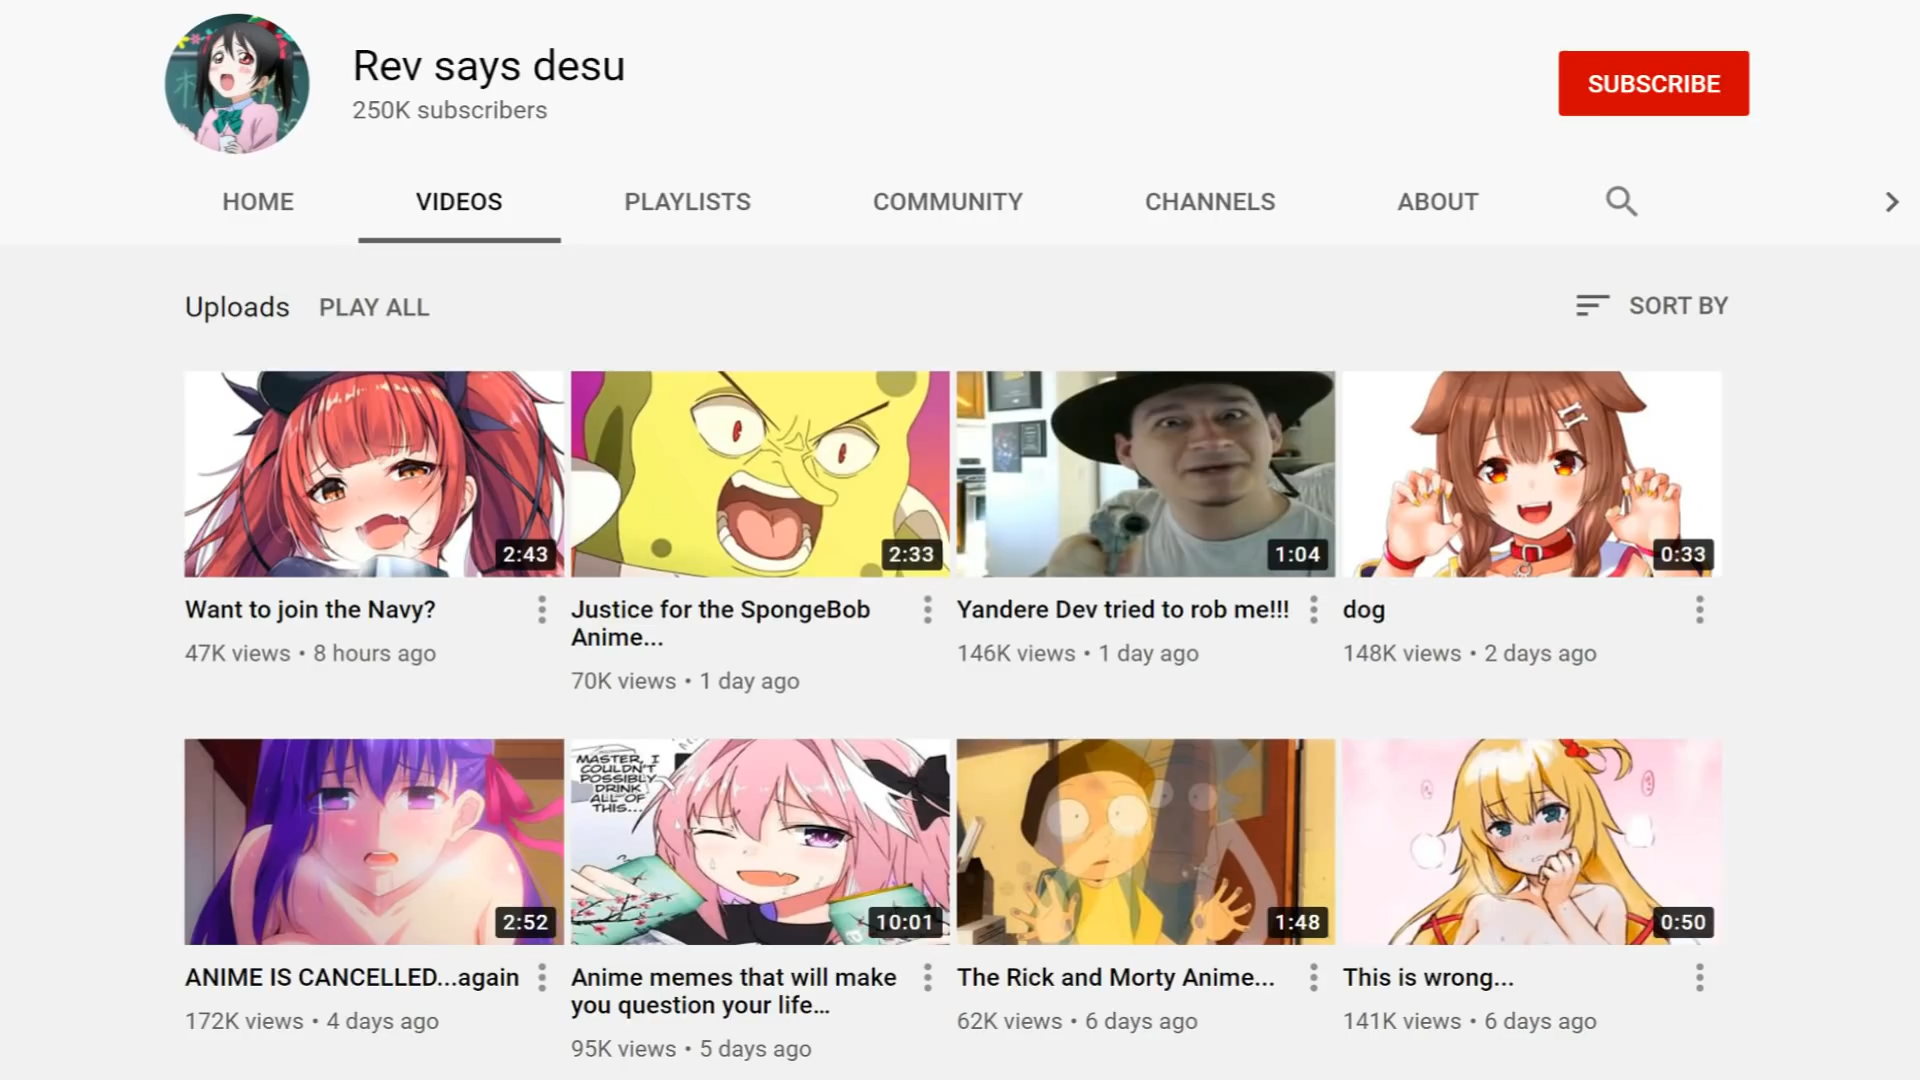 Rev says desu
250K subscribers
SUBSCRIBE
HOME
VIDEOS
PLAYLISTS
COMMUNITY
CHANNELS
ABOUT
Uploads
PLAY ALL
SORT BY
2:43
2:33
1:04
0:33
Want to join the Navy?
47K views • 8 hours ago
Justice for the SpongeBob
Anime...
70K views • 1 day ago
Yandere Dev tried to rob me!!!
146K views • 1 day ago
dog
148K views • 2 days ago
MASTER, I
COULDN'T
POSSIBLY
DRINK
ALL OF
THIS...
2:52
10:01
1:48
0:50
ANIME IS CANCELLED...again
172K views • 4 days ago
Anime memes that will make
you question your life...
95K views • 5 days ago
The Rick and Morty Anime...
62K views • 6 days ago
This is wrong...
141K views • 6 days ago